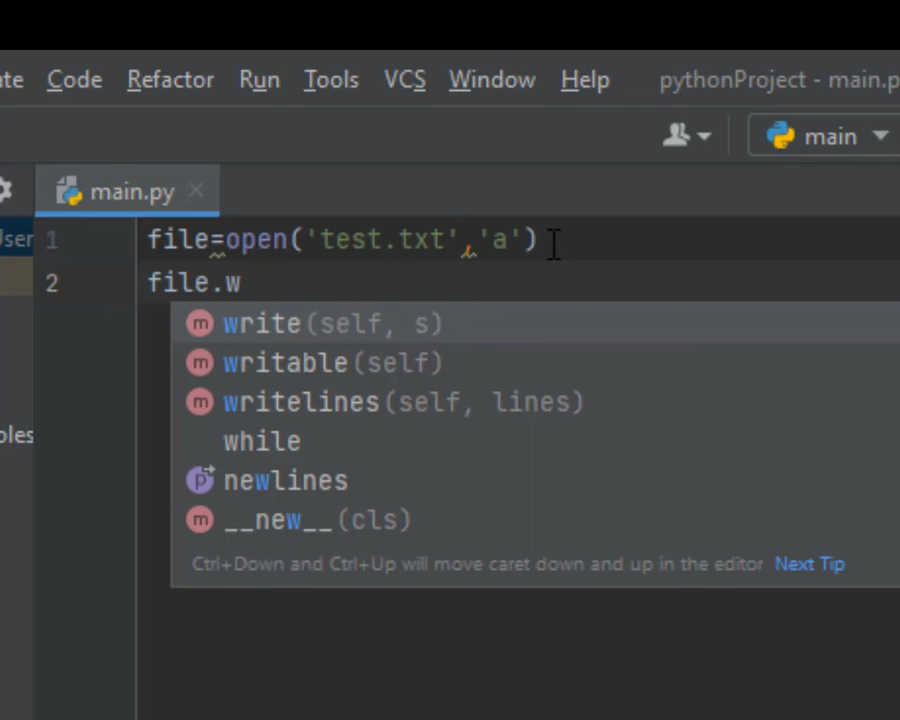 ate Code Refactor Run Tools VCS Window Help pythonProject - main.p
main
main.py
User
1 file=open('test.txt','a')
2 file.w
write(self, s)
writable(self)
writelines(self, lines)
oles
while
newlines
__new__(cls)
Ctrl+Down and Ctrl+Up will move caret down and up in the editor Next Tip